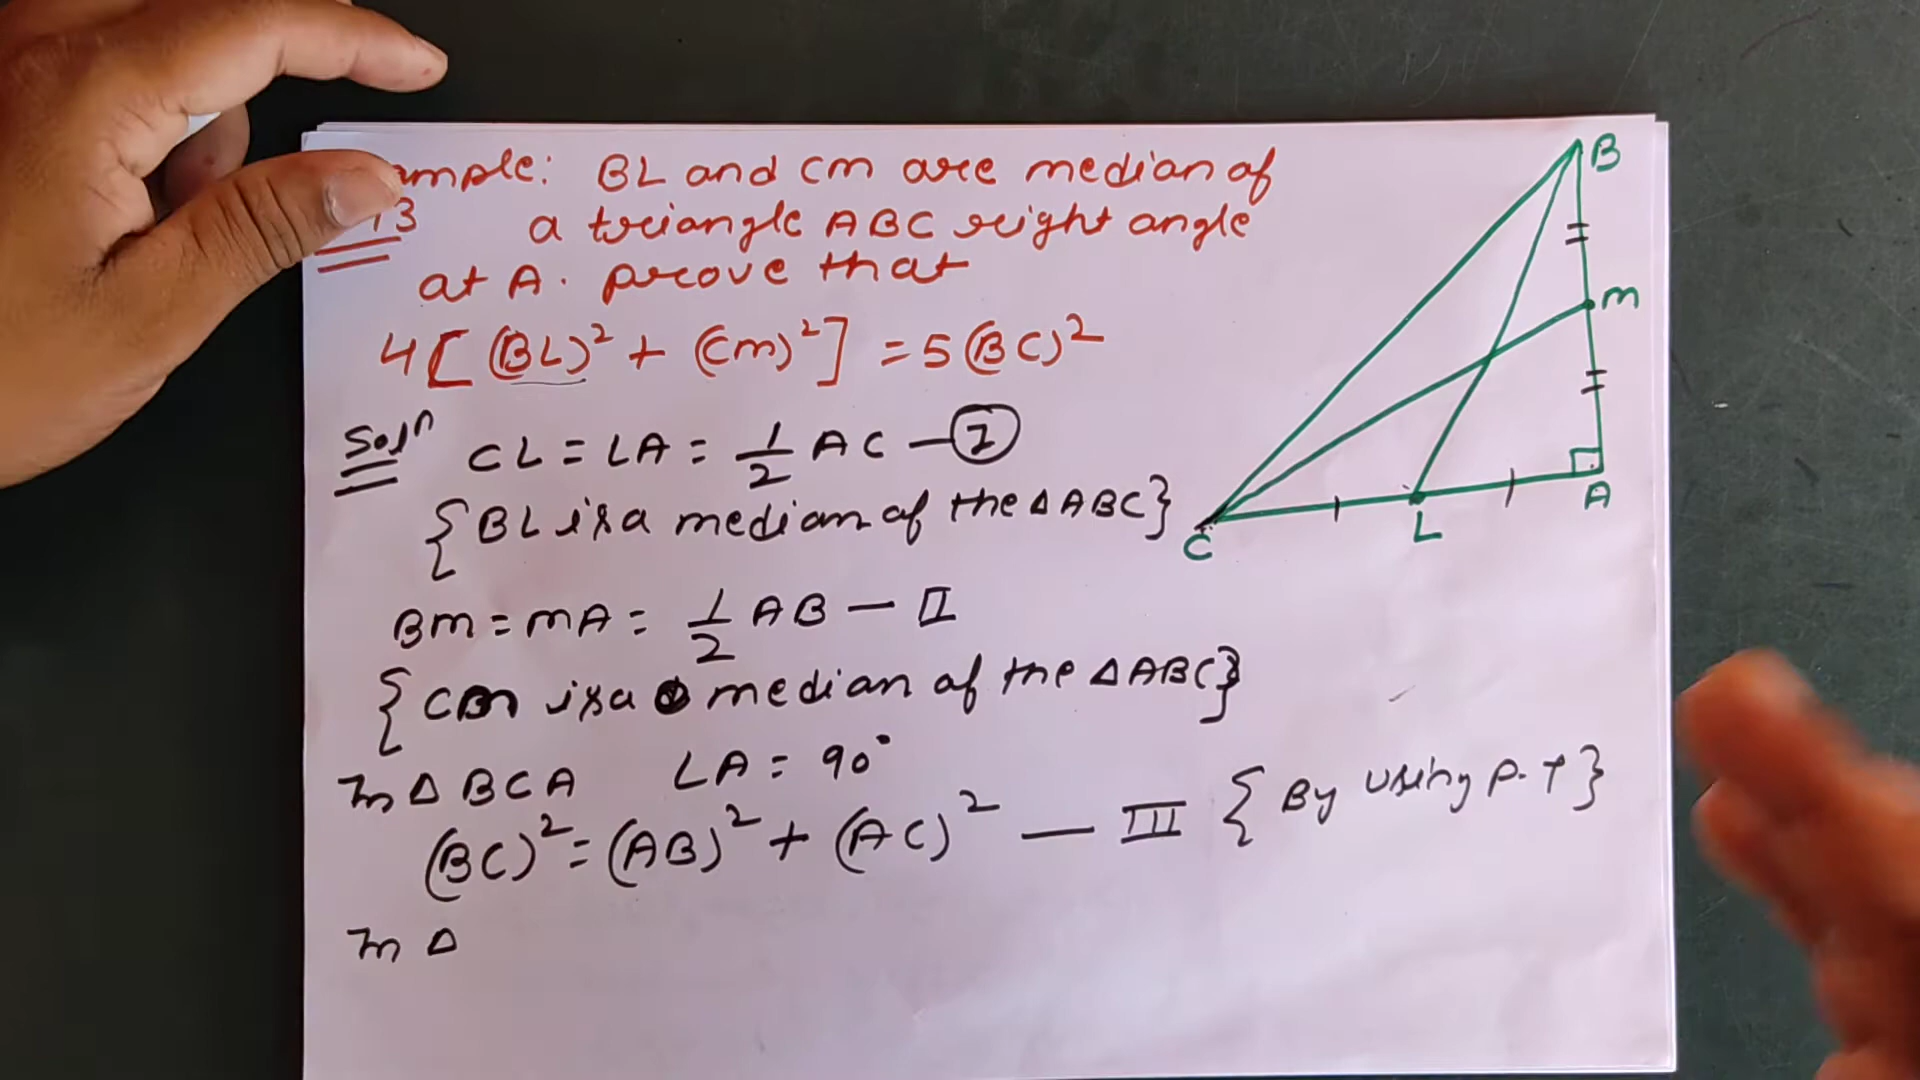 ample: BL and CM are median of
13 a triangle ABC right angle
at A. prove that
4[(BL)² + (CM)²] = 5(BC)²
Solⁿ CL = LA = 1/2 AC — I
{BL is a median of the △ABC}
BM = MA = 1/2 AB — II
{CM is a median of the △ABC}
In △ BCA ∠A = 90°
(BC)² = (AB)² + (AC)² — III {By using P.T}
In △
B
M
A
L
C